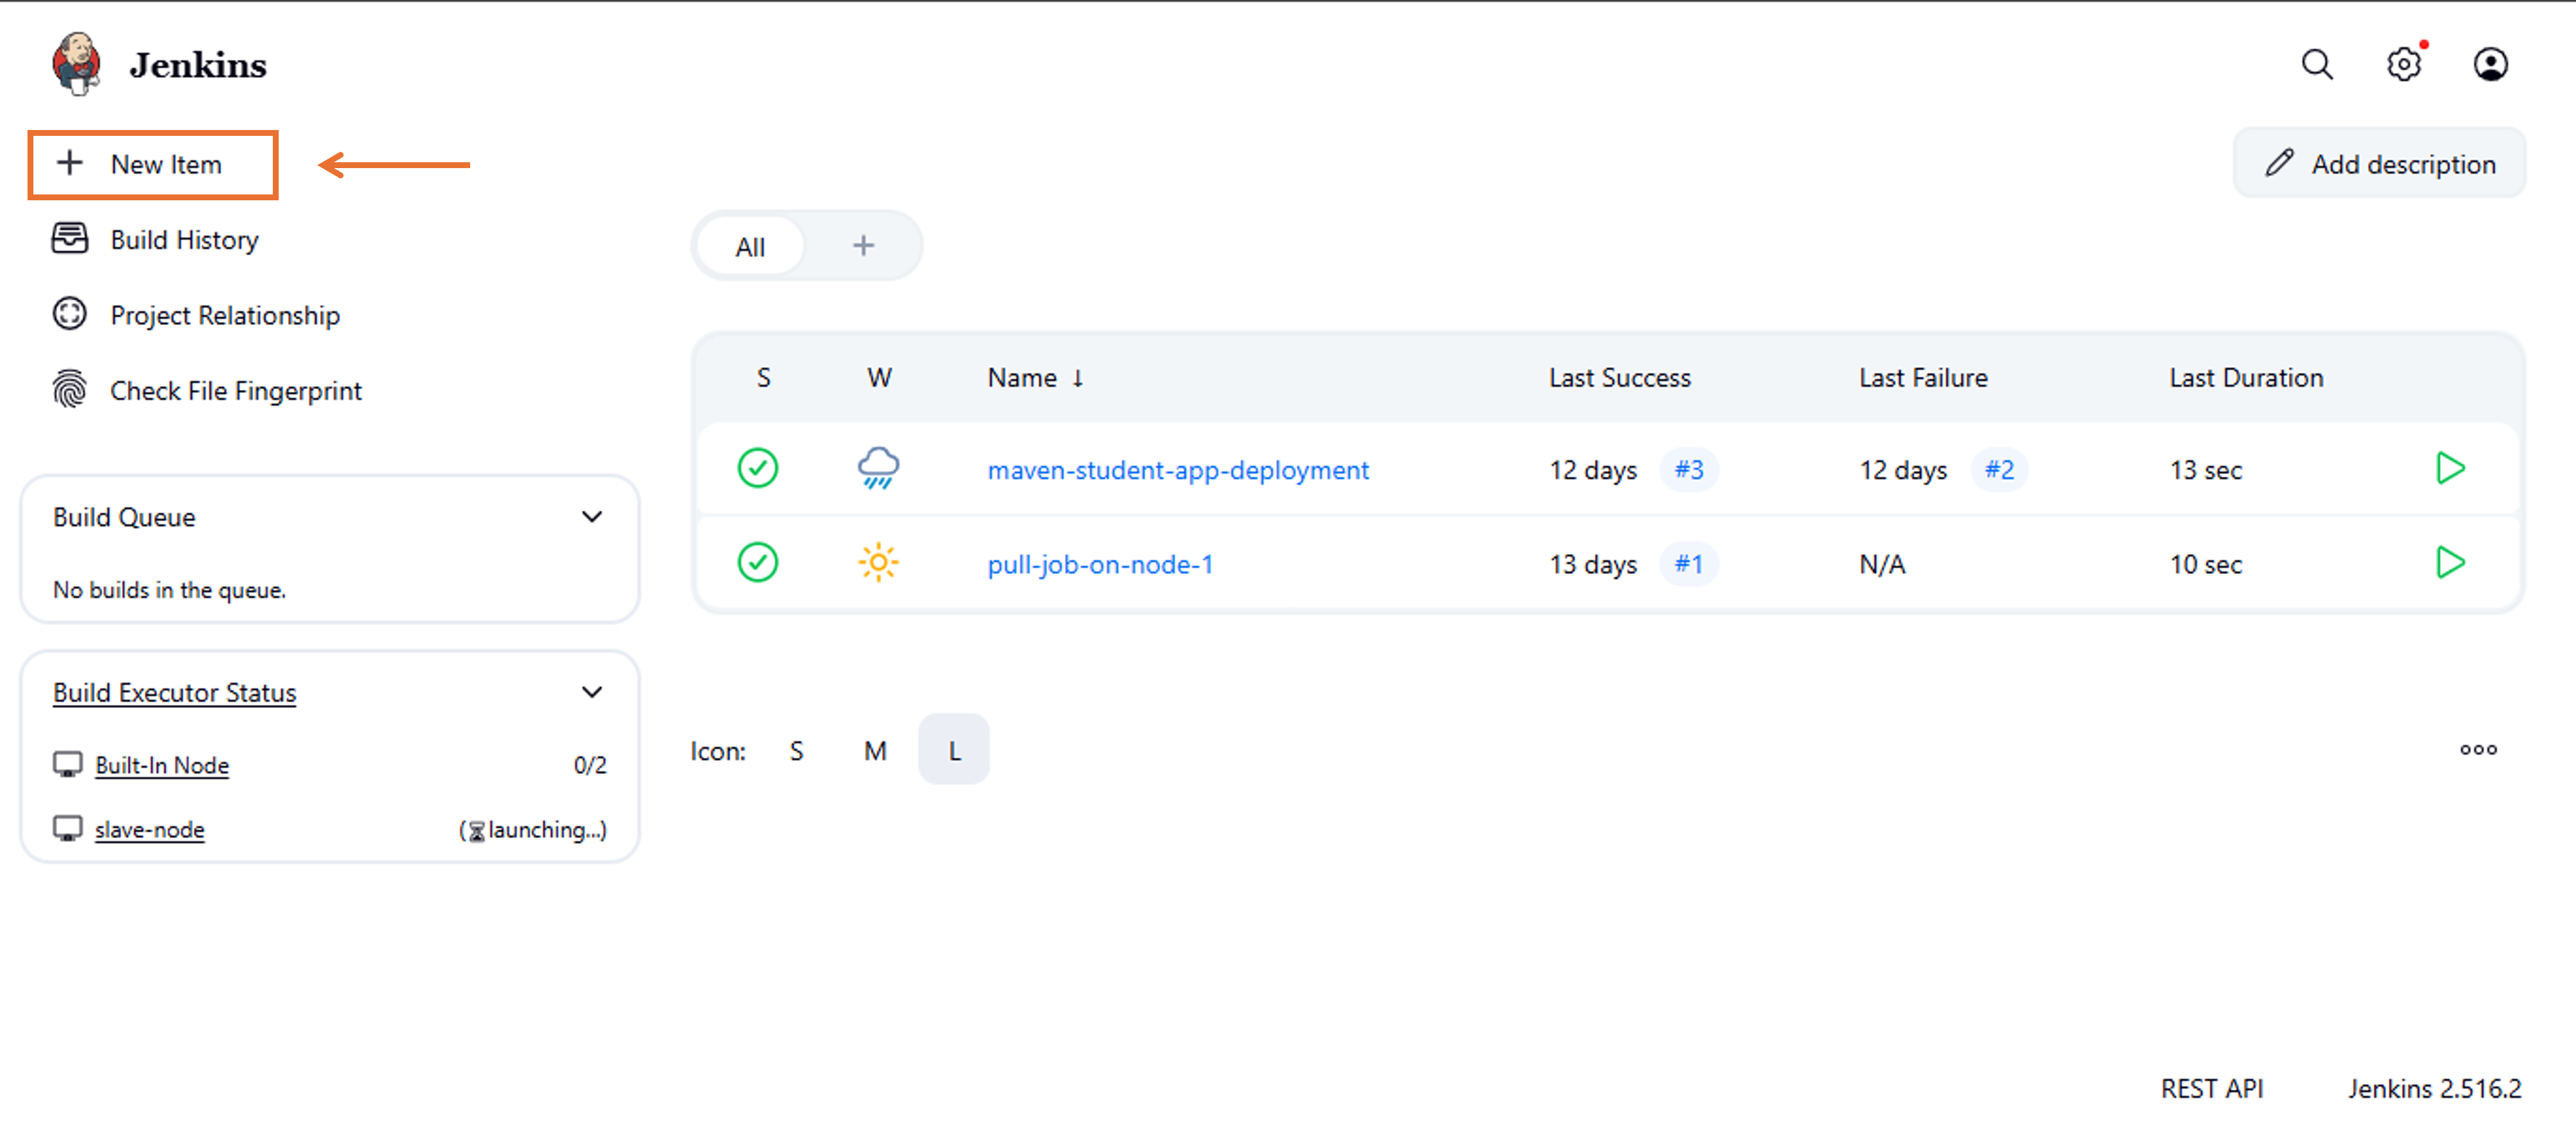 Jenkins
New Item
Add description
Build History
Project Relationship
Check File Fingerprint
All
S W Name ↓ Last Success Last Failure Last Duration
maven-student-app-deployment 12 days #3 12 days #2 13 sec
pull-job-on-node-1 13 days #1 N/A 10 sec
Build Queue
No builds in the queue.
Build Executor Status
Built-In Node 0/2
slave-node (⌛launching...)
Icon: S M L
REST API Jenkins 2.516.2